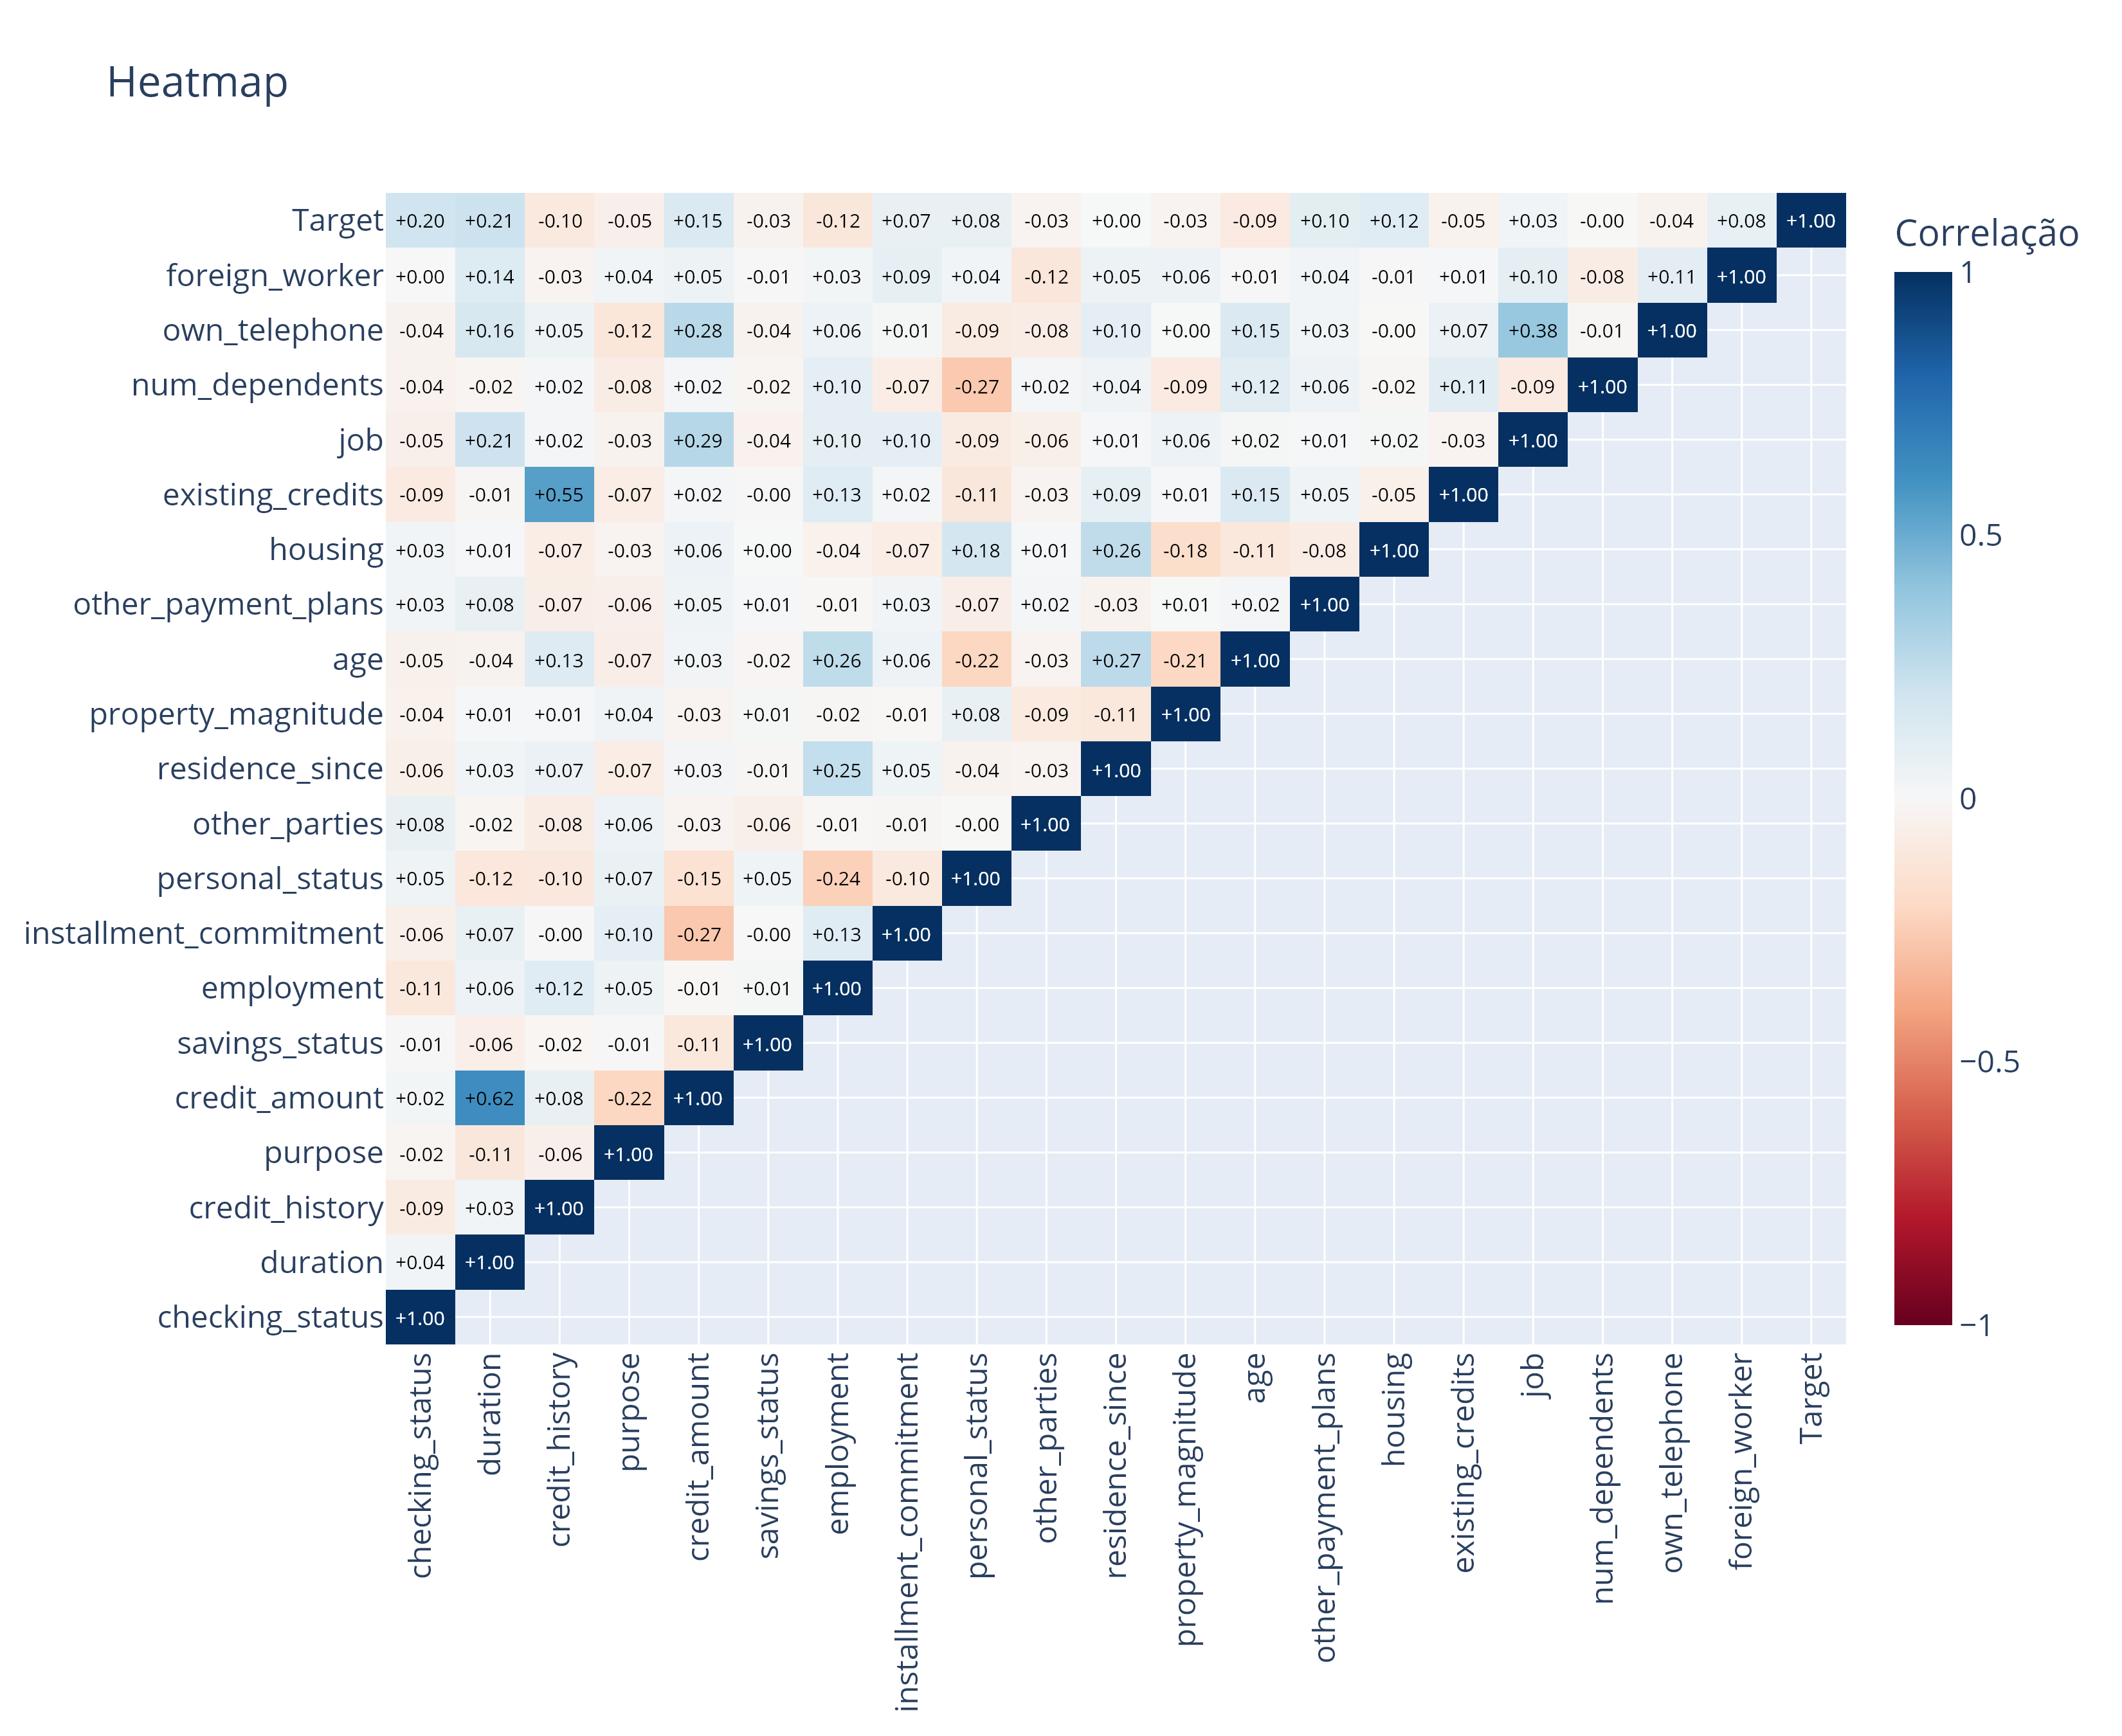 Heatmap
Correlação
Target +0.20 +0.21 -0.10 -0.05 +0.15 -0.03 -0.12 +0.07 +0.08 -0.03 +0.00 -0.03 -0.09 +0.10 +0.12 -0.05 +0.03 -0.00 -0.04 +0.08 +1.00
foreign_worker +0.00 +0.14 -0.03 +0.04 +0.05 -0.01 +0.03 +0.09 +0.04 -0.12 +0.05 +0.06 +0.01 +0.04 -0.01 +0.01 +0.10 -0.08 +0.11 +1.00
own_telephone -0.04 +0.16 +0.05 -0.12 +0.28 -0.04 +0.06 +0.01 -0.09 -0.08 +0.10 +0.00 +0.15 +0.03 -0.00 +0.07 +0.38 -0.01 +1.00
num_dependents -0.04 -0.02 +0.02 -0.08 +0.02 -0.02 +0.10 -0.07 -0.27 +0.02 +0.04 -0.09 +0.12 +0.06 -0.02 +0.11 -0.09 +1.00
job -0.05 +0.21 +0.02 -0.03 +0.29 -0.04 +0.10 +0.10 -0.09 -0.06 +0.01 +0.06 +0.02 +0.01 +0.02 -0.03 +1.00
existing_credits -0.09 -0.01 +0.55 -0.07 +0.02 -0.00 +0.13 +0.02 -0.11 -0.03 +0.09 +0.01 +0.15 +0.05 -0.05 +1.00
housing +0.03 +0.01 -0.07 -0.03 +0.06 +0.00 -0.04 -0.07 +0.18 +0.01 +0.26 -0.18 -0.11 -0.08 +1.00
other_payment_plans +0.03 +0.08 -0.07 -0.06 +0.05 +0.01 -0.01 +0.03 -0.07 +0.02 -0.03 +0.01 +0.02 +1.00
age -0.05 -0.04 +0.13 -0.07 +0.03 -0.02 +0.26 +0.06 -0.22 -0.03 +0.27 -0.21 +1.00
property_magnitude -0.04 +0.01 +0.01 +0.04 -0.03 +0.01 -0.02 -0.01 +0.08 -0.09 -0.11 +1.00
residence_since -0.06 +0.03 +0.07 -0.07 +0.03 -0.01 +0.25 +0.05 -0.04 -0.03 +1.00
other_parties +0.08 -0.02 -0.08 +0.06 -0.03 -0.06 -0.01 -0.01 -0.00 +1.00
personal_status +0.05 -0.12 -0.10 +0.07 -0.15 +0.05 -0.24 -0.10 +1.00
installment_commitment -0.06 +0.07 -0.00 +0.10 -0.27 -0.00 +0.13 +1.00
employment -0.11 +0.06 +0.12 +0.05 -0.01 +0.01 +1.00
savings_status -0.01 -0.06 -0.02 -0.01 -0.11 +1.00
credit_amount +0.02 +0.62 +0.08 -0.22 +1.00
purpose -0.02 -0.11 -0.06 +1.00
credit_history -0.09 +0.03 +1.00
duration +0.04 +1.00
checking_status +1.00
checking_status
duration
credit_history
purpose
credit_amount
savings_status
employment
installment_commitment
personal_status
other_parties
residence_since
property_magnitude
age
other_payment_plans
housing
existing_credits
job
num_dependents
own_telephone
foreign_worker
Target
1
0.5
0
−0.5
−1